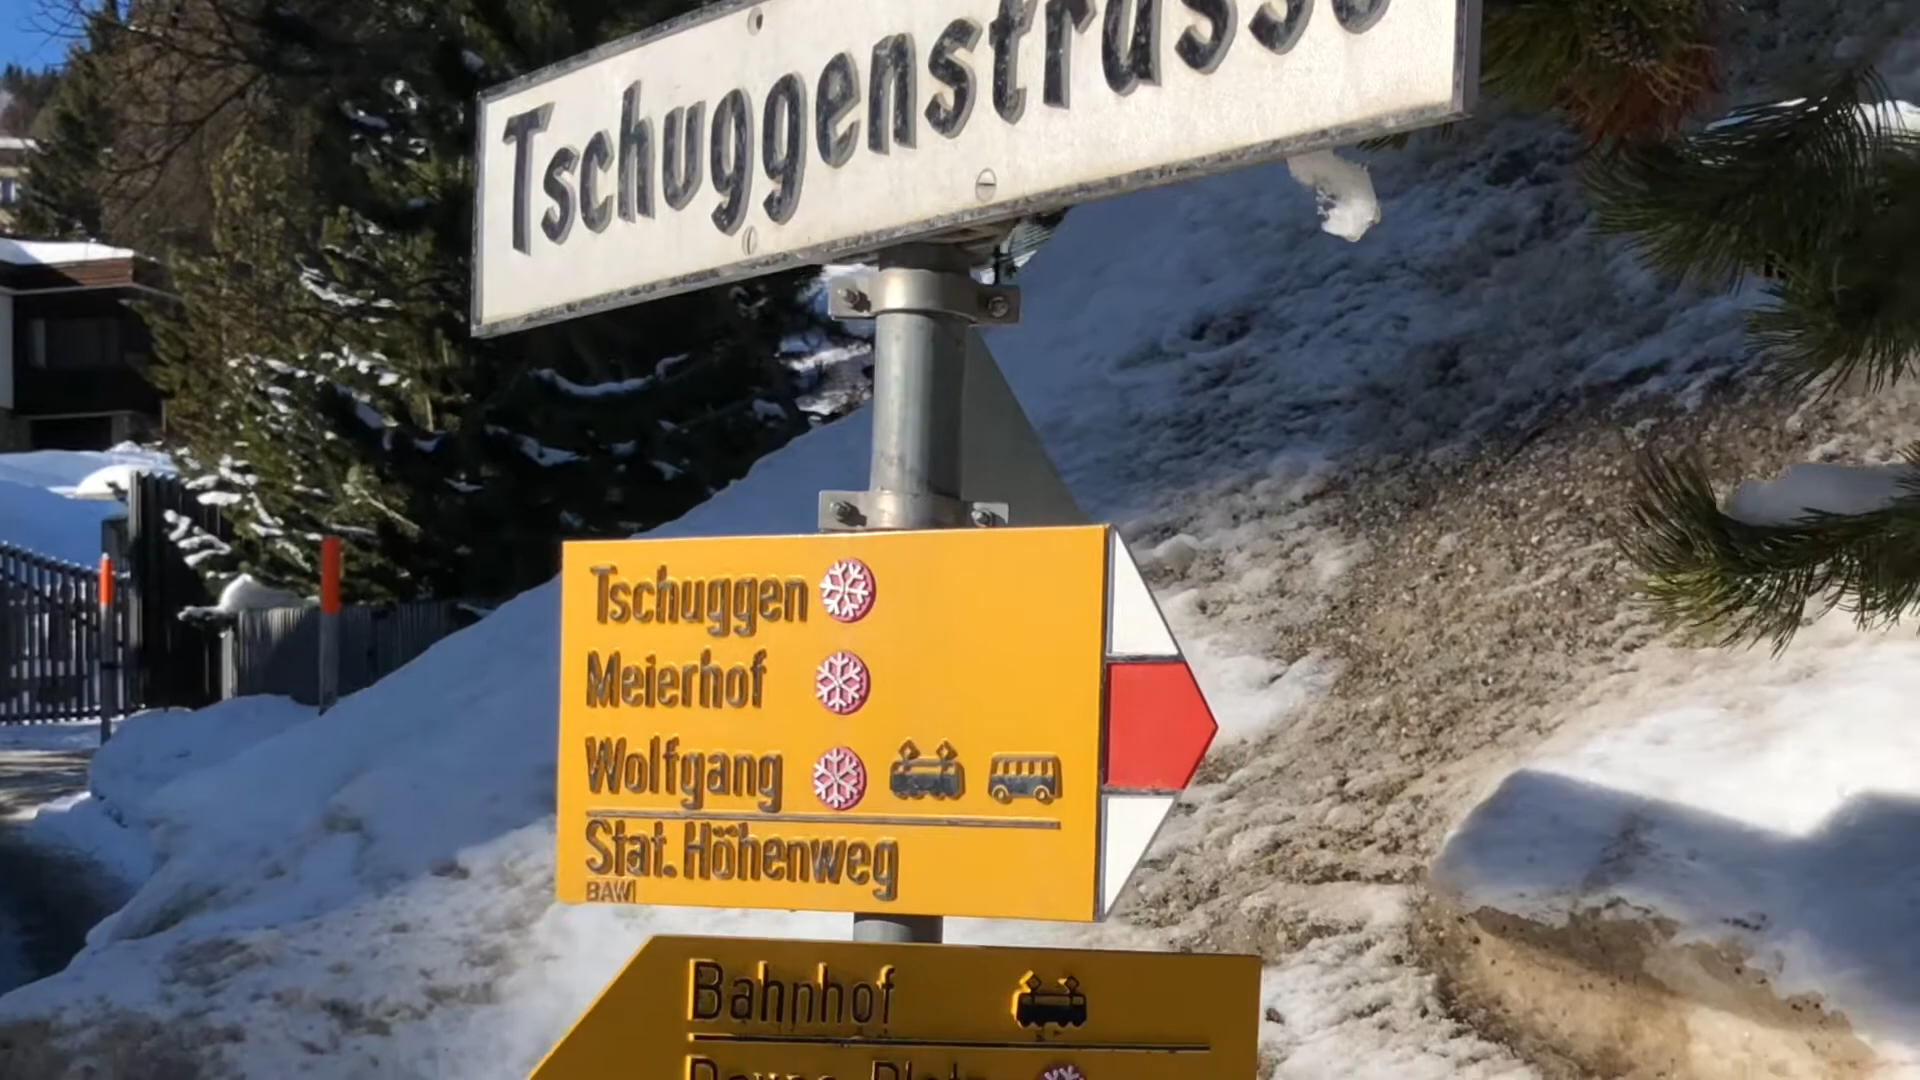 Tschuggenstrasse
Tschuggen
Meierhof
Wolfgang
Stat. Höhenweg
BAWI
Bahnhof